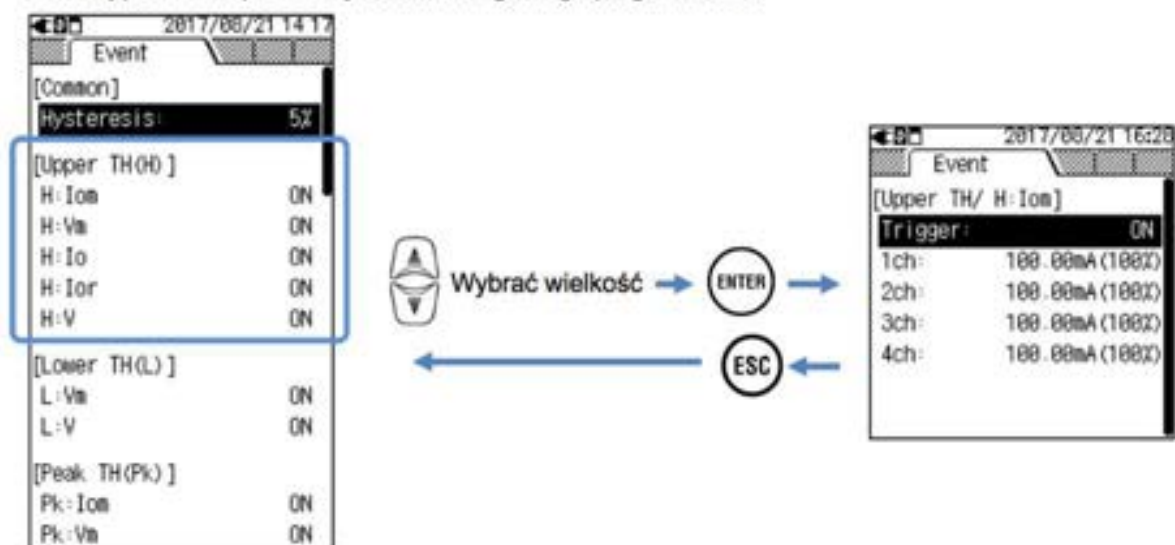 2017/08/21 14:17
Event
[Common]
Hysteresis: 5%
[Upper TH(H)]
H:Iom ON
H:Vm ON
H:Io ON
H:Ior ON
H:V ON
[Lower TH(L)]
L:Vm ON
L:V ON
[Peak TH(Pk)]
Pk:Iom ON
Pk:Vm ON
Wybrać wielkość
ENTER
ESC
2017/08/21 16:28
Event
[Upper TH/ H:Iom]
Trigger: ON
1ch: 100.00mA(100%)
2ch: 100.00mA(100%)
3ch: 100.00mA(100%)
4ch: 100.00mA(100%)